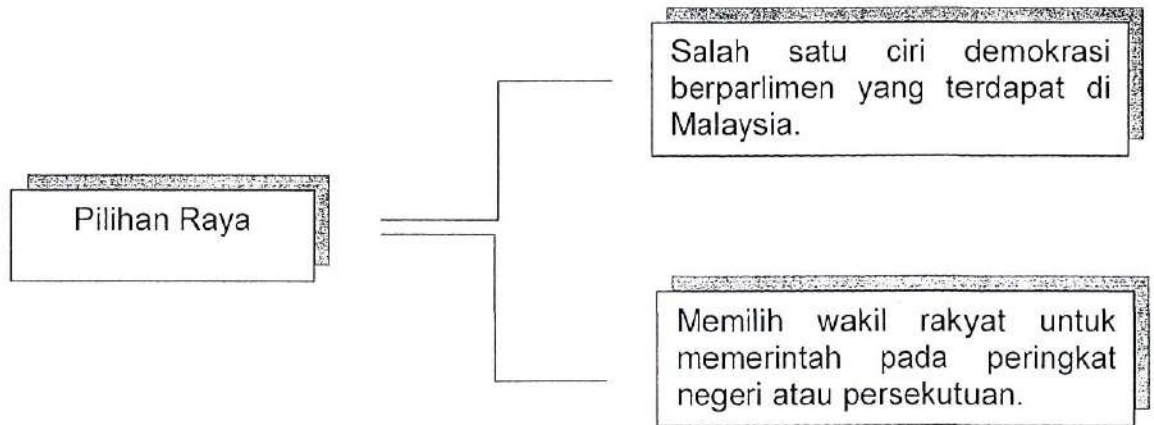 Salah satu ciri demokrasi
berparlimen yang terdapat di
Malaysia.
Pilihan Raya
Memilih wakil rakyat untuk
memerintah pada peringkat
negeri atau persekutuan.